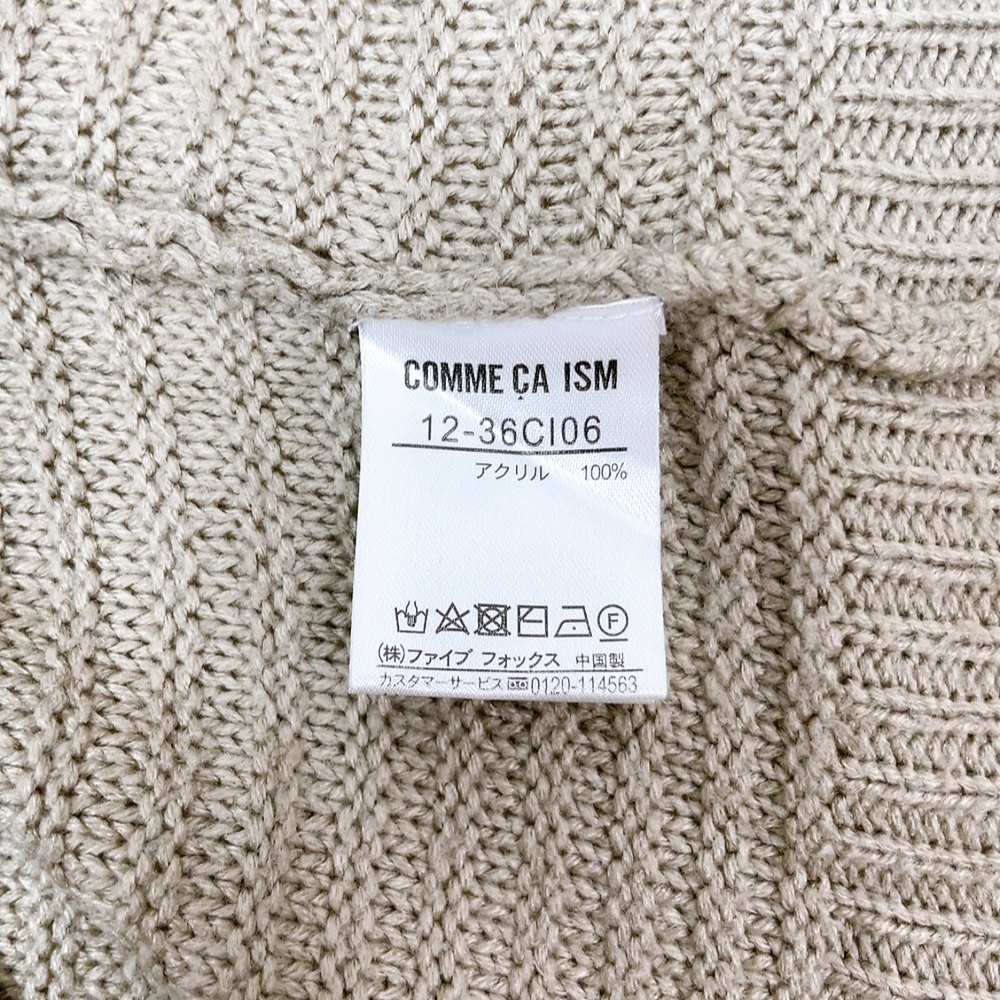 COMME ÇA ISM
12-36CI06
アクリル 100%
F
(株)ファイブ フォックス 中国製
カスタマーサービス 0120-114563